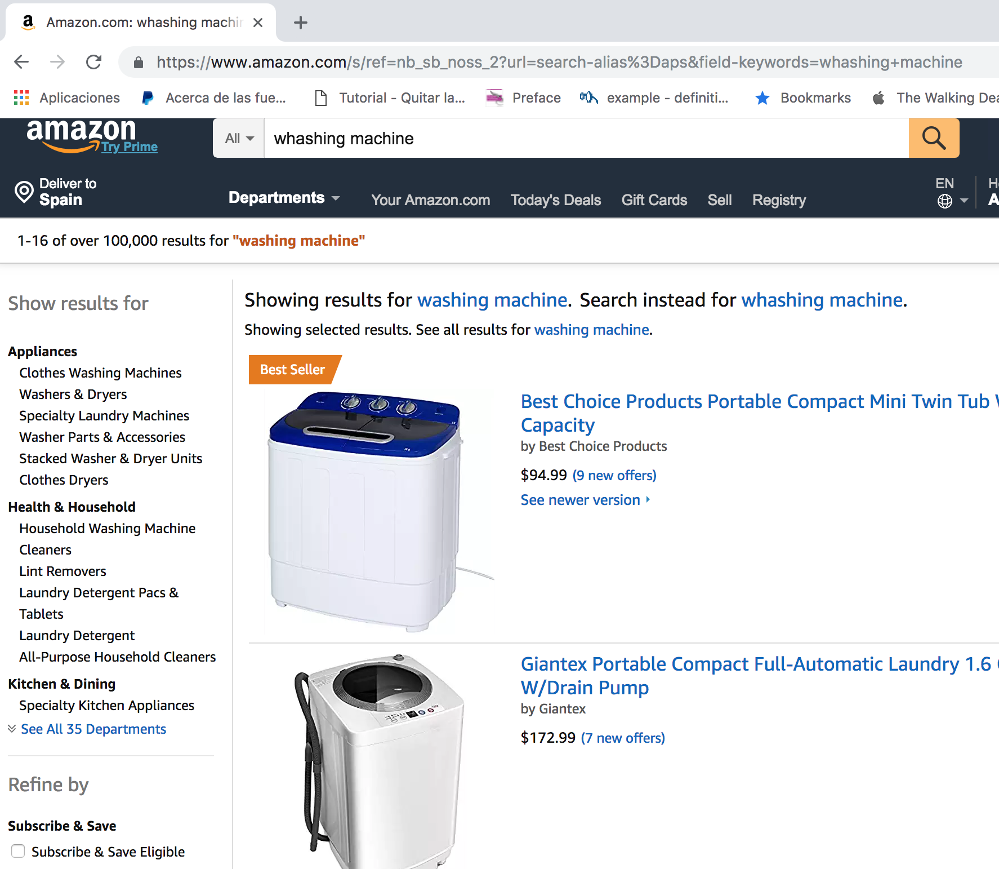 Amazon.com: whashing machin
https://www.amazon.com/s/ref=nb_sb_noss_2?url=search-alias%3Daps&field-keywords=whashing+machine
Aplicaciones Acerca de las fue... Tutorial - Quitar la... Preface example - definiti... Bookmarks The Walking Dea
amazon
Try Prime
All whashing machine
Deliver to
Spain
Departments Your Amazon.com Today's Deals Gift Cards Sell Registry
EN
1-16 of over 100,000 results for "washing machine"
Show results for
Appliances
Clothes Washing Machines
Washers & Dryers
Specialty Laundry Machines
Washer Parts & Accessories
Stacked Washer & Dryer Units
Clothes Dryers
Health & Household
Household Washing Machine
Cleaners
Lint Removers
Laundry Detergent Pacs &
Tablets
Laundry Detergent
All-Purpose Household Cleaners
Kitchen & Dining
Specialty Kitchen Appliances
See All 35 Departments
Refine by
Subscribe & Save
Subscribe & Save Eligible
Showing results for washing machine. Search instead for whashing machine.
Showing selected results. See all results for washing machine.
Best Seller
Best Choice Products Portable Compact Mini Twin Tub
Capacity
by Best Choice Products
$94.99 (9 new offers)
See newer version
Giantex Portable Compact Full-Automatic Laundry 1.6
W/Drain Pump
by Giantex
$172.99 (7 new offers)